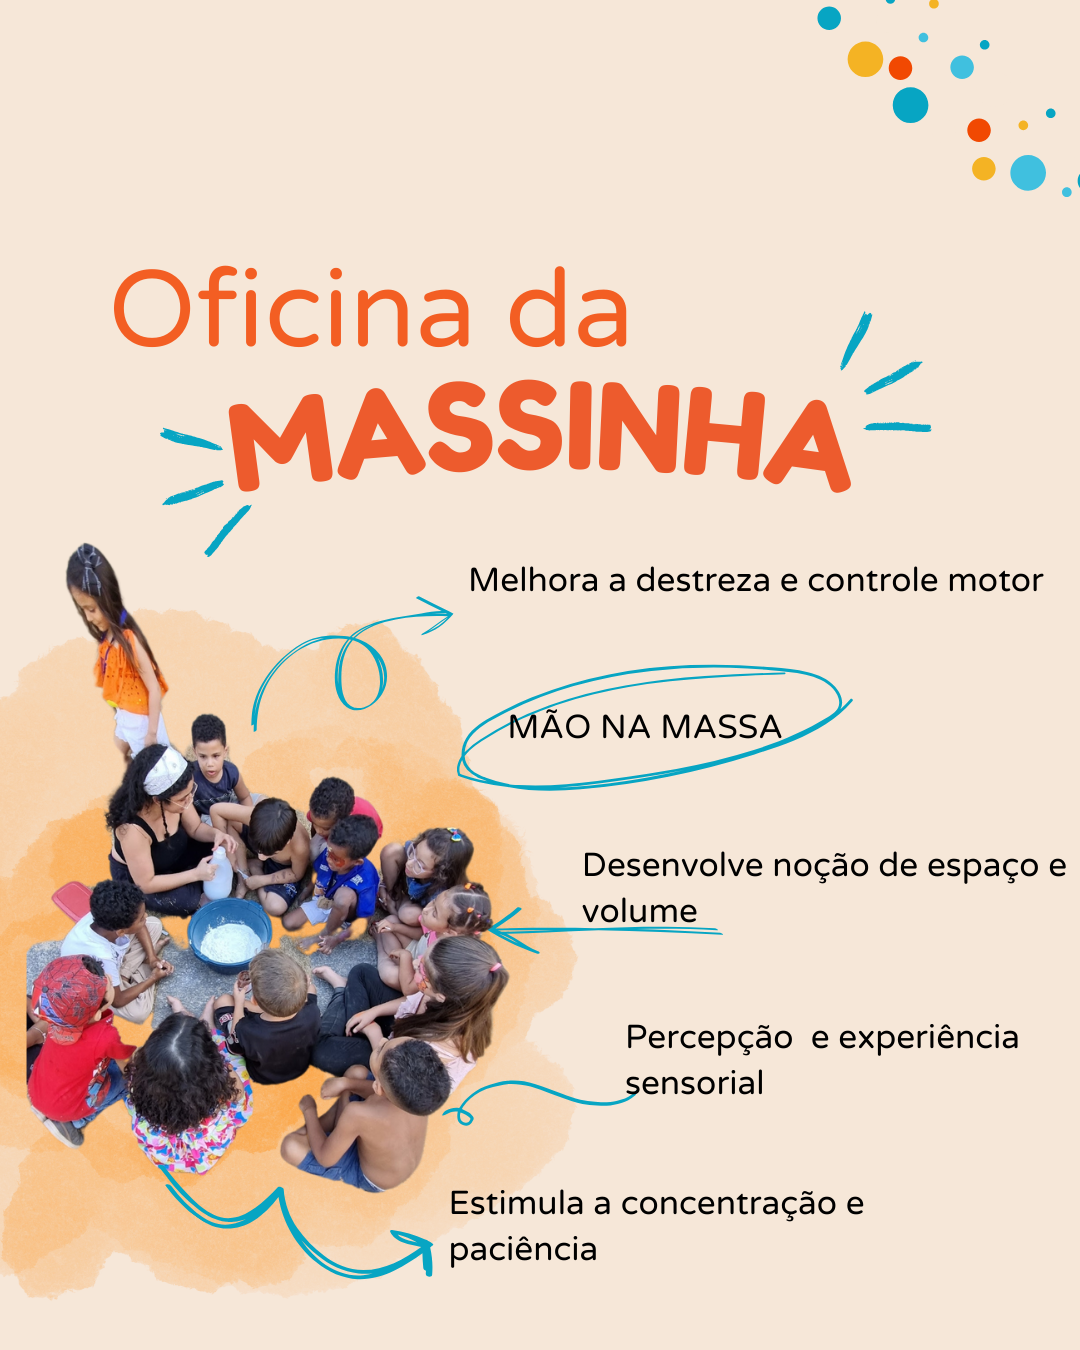 Oficina da
MASSINHA
Melhora a destreza e controle motor
MÃO NA MASSA
Desenvolve noção de espaço e
volume
Percepção  e experiência
sensorial
Estimula a concentração e
paciência